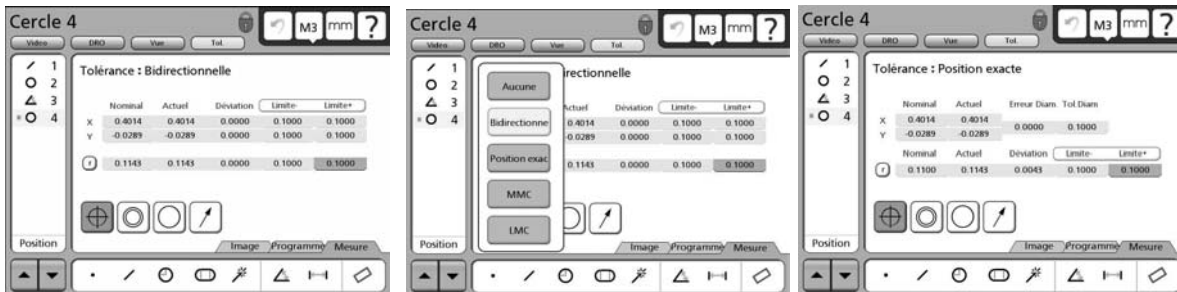 Cercle 4
M3 mm ?
Vidéo DRO Vue Tol.
1
2
3
4
Tolérance : Bidirectionnelle
Nominal Actuel Déviation Limite- Limite+
X 0.4014 0.4014 0.0000 0.1000 0.1000
Y -0.0289 -0.0289 0.0000 0.1000 0.1000
r 0.1143 0.1143 0.0000 0.1000 0.1000
Position
Image Programme Mesure
Cercle 4
M3 mm ?
Vidéo DRO Vue Tol.
1
2
3
4
Aucune
Bidirectionne
Position exac
MMC
LMC
irectionnelle
Actuel Déviation Limite- Limite+
0.4014 0.0000 0.1000 0.1000
-0.0289 0.0000 0.1000 0.1000
0.1143 0.0000 0.1000 0.1000
Position
Image Programme Mesure
Cercle 4
M3 mm ?
Vidéo DRO Vue Tol.
1
2
3
4
Tolérance : Position exacte
Nominal Actuel Erreur Diam. Tol.Diam
X 0.4014 0.4014 0.0000 0.1000
Y -0.0289 -0.0289
Nominal Actuel Déviation Limite- Limite+
r 0.1100 0.1143 0.0043 0.1000 0.1000
Position
Image Programme Mesure